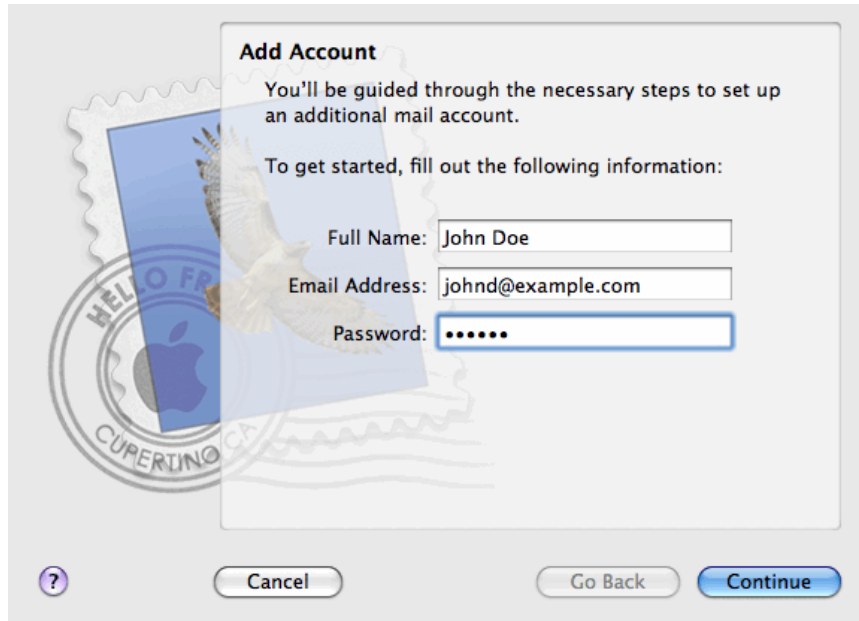 Add Account
You'll be guided through the necessary steps to set up
an additional mail account.
To get started, fill out the following information:
Full Name: John Doe
Email Address: johnd@example.com
Password: ••••••
HELLO FR
CUPERTINO CA
? Cancel Go Back Continue